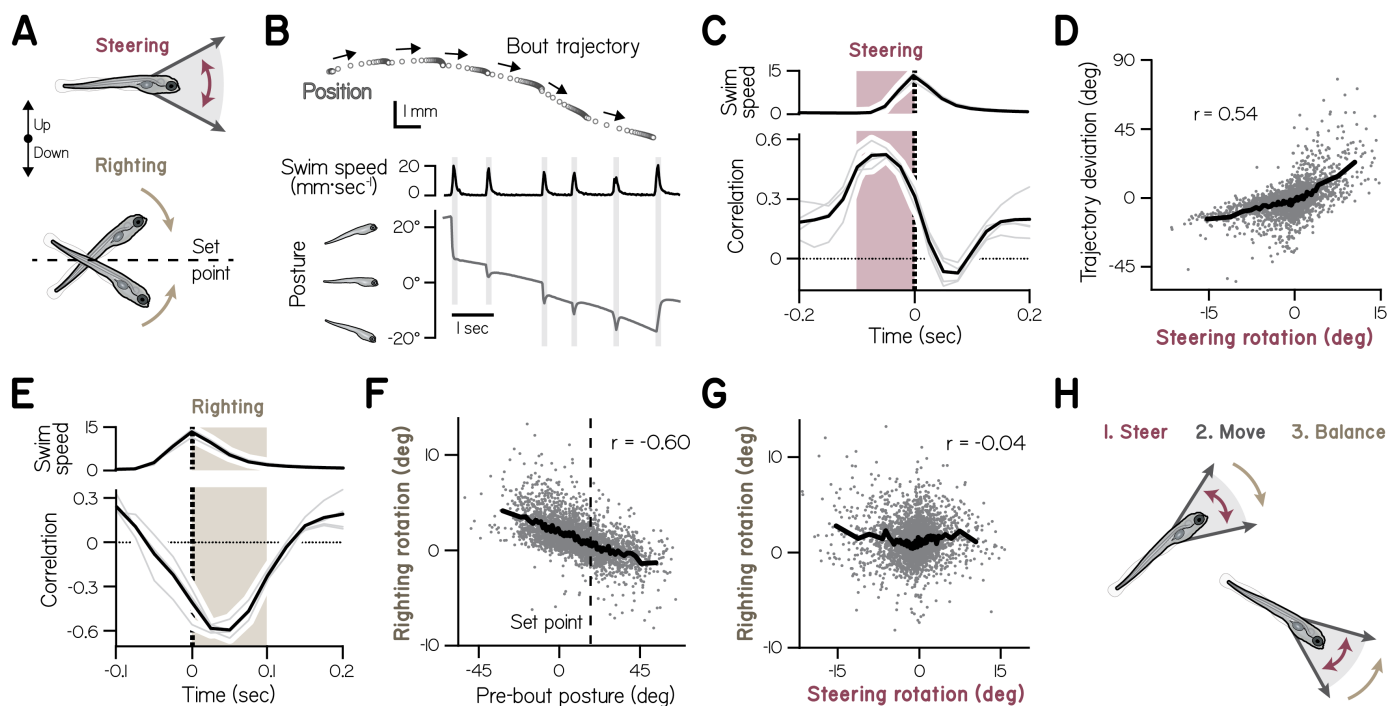 A
Steering
Up
Down
Righting
Set
point
B
Bout trajectory
Position
1 mm
Swim speed
(mm·sec⁻¹)
20
0
Posture
20°
0°
-20°
1 sec
C
Steering
Swim
speed
15
0
Correlation
0.6
0.3
0
-0.2
0
0.2
Time (sec)
D
Trajectory deviation (deg)
90
45
0
-45
r = 0.54
-15
0
15
Steering rotation (deg)
E
Righting
Swim
speed
15
0
Correlation
0.3
0
-0.3
-0.6
-0.1
0
0.1
0.2
Time (sec)
F
Righting rotation (deg)
10
0
-10
r = -0.60
Set point
-45
0
45
Pre-bout posture (deg)
G
Righting rotation (deg)
10
0
-10
r = -0.04
-15
0
15
Steering rotation (deg)
H
1. Steer 2. Move 3. Balance